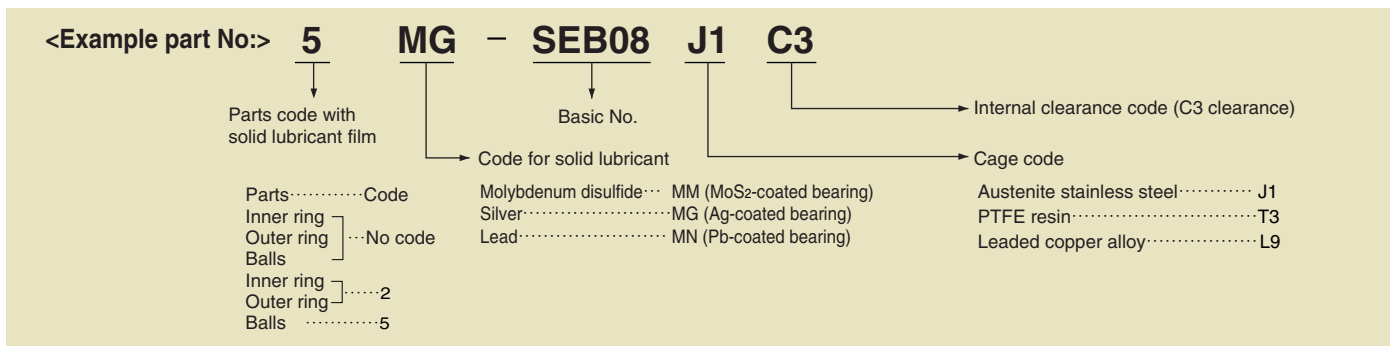 <Example part No:> 5 MG – SEB08 J1 C3
Parts code with
solid lubricant film
Basic No.
Internal clearance code (C3 clearance)
Code for solid lubricant
Cage code
Parts············Code
Inner ring
Outer ring ···No code
Balls
Inner ring
Outer ring ······2
Balls ············5
Molybdenum disulfide··· MM (MoS2-coated bearing)
Silver······················MG (Ag-coated bearing)
Lead······················ MN (Pb-coated bearing)
Austenite stainless steel············ J1
PTFE resin······························T3
Leaded copper alloy··················L9